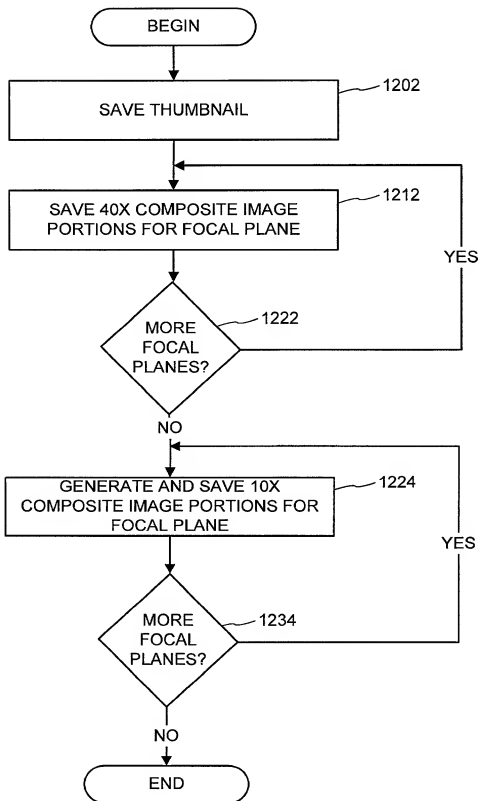 BEGIN
1202
SAVE THUMBNAIL
1212
SAVE 40X COMPOSITE IMAGE
PORTIONS FOR FOCAL PLANE
YES
1222
MORE
FOCAL
PLANES?
NO
1224
GENERATE AND SAVE 10X
COMPOSITE IMAGE PORTIONS FOR
FOCAL PLANE
YES
1234
MORE
FOCAL
PLANES?
NO
END